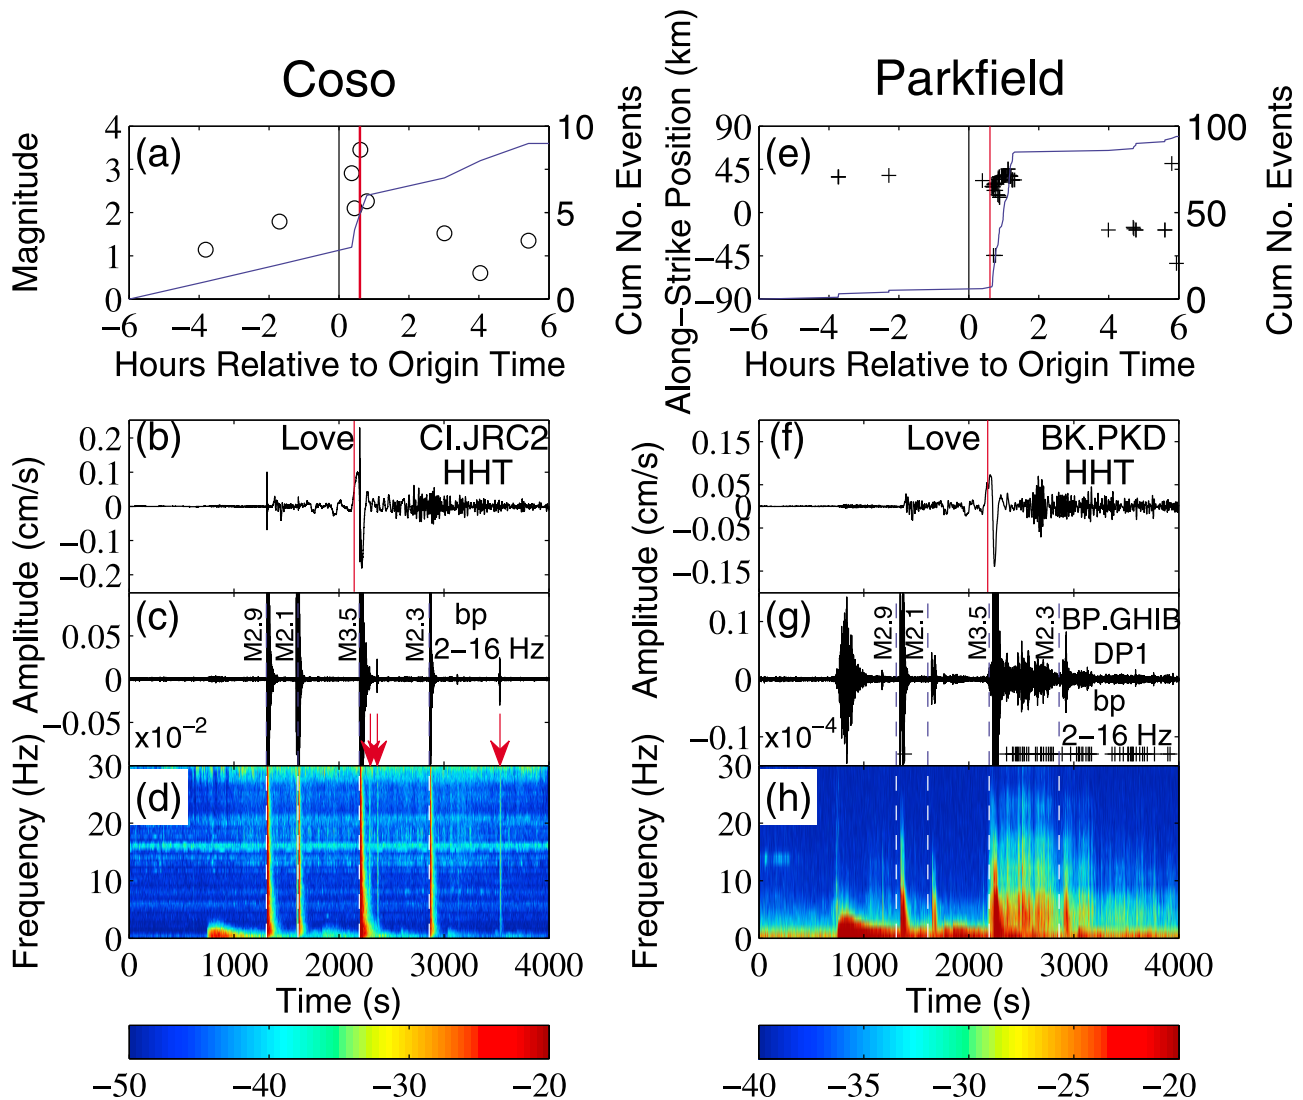 Coso
Parkfield
(a)
Magnitude
4
3
2
1
0
10
5
0
Cum No. Events
−6 −4 −2 0 2 4 6
Hours Relative to Origin Time
(e)
Along−Strike Position (km)
90
45
0
−45
−90
100
50
0
Cum No. Events
−6 −4 −2 0 2 4 6
Hours Relative to Origin Time
(b)
Love
CI.JRC2
HHT
0.2
0.1
0
−0.1
−0.2
Amplitude (cm/s)
(f)
Love
BK.PKD
HHT
0.15
0.05
0
−0.05
−0.15
Amplitude (cm/s)
(c)
M2.9
M2.1
M3.5
M2.3
bp
2−16 Hz
0.05
0
−0.05
x10−2
(g)
M2.9
M2.1
M3.5
M2.3
BP.GHIB
DP1
bp
2−16 Hz
0.1
0
−0.1
x10−4
(d)
Frequency (Hz)
30
20
10
0
0 1000 2000 3000 4000
Time (s)
(h)
Frequency (Hz)
30
20
10
0
0 1000 2000 3000 4000
Time (s)
−50 −40 −30 −20
−40 −35 −30 −25 −20